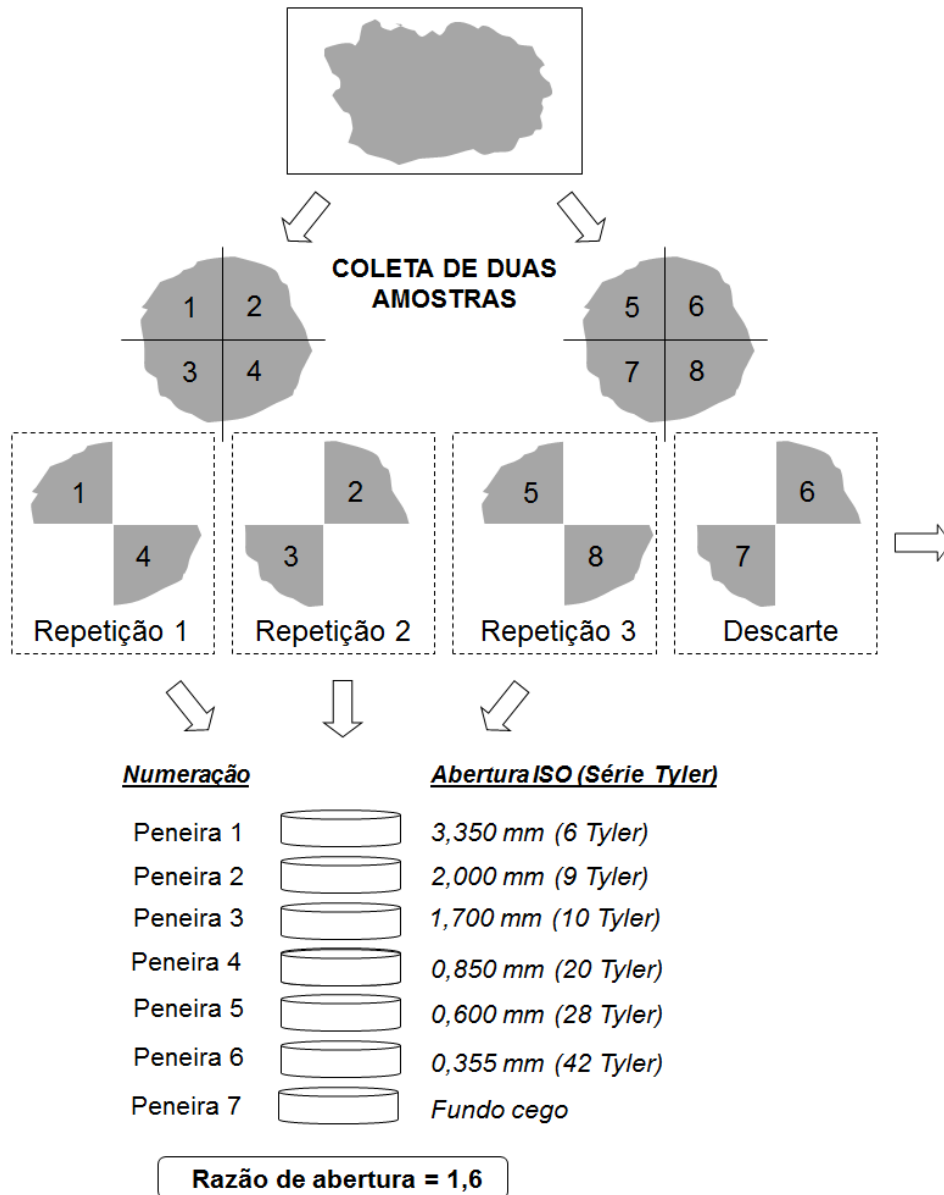 COLETA DE DUAS
AMOSTRAS
1 2
3 4
5 6
7 8
1
4
Repetição 1
2
3
Repetição 2
5
8
Repetição 3
6
7
Descarte
Numeração Abertura ISO (Série Tyler)
Peneira 1 3,350 mm (6 Tyler)
Peneira 2 2,000 mm (9 Tyler)
Peneira 3 1,700 mm (10 Tyler)
Peneira 4 0,850 mm (20 Tyler)
Peneira 5 0,600 mm (28 Tyler)
Peneira 6 0,355 mm (42 Tyler)
Peneira 7 Fundo cego
Razão de abertura = 1,6